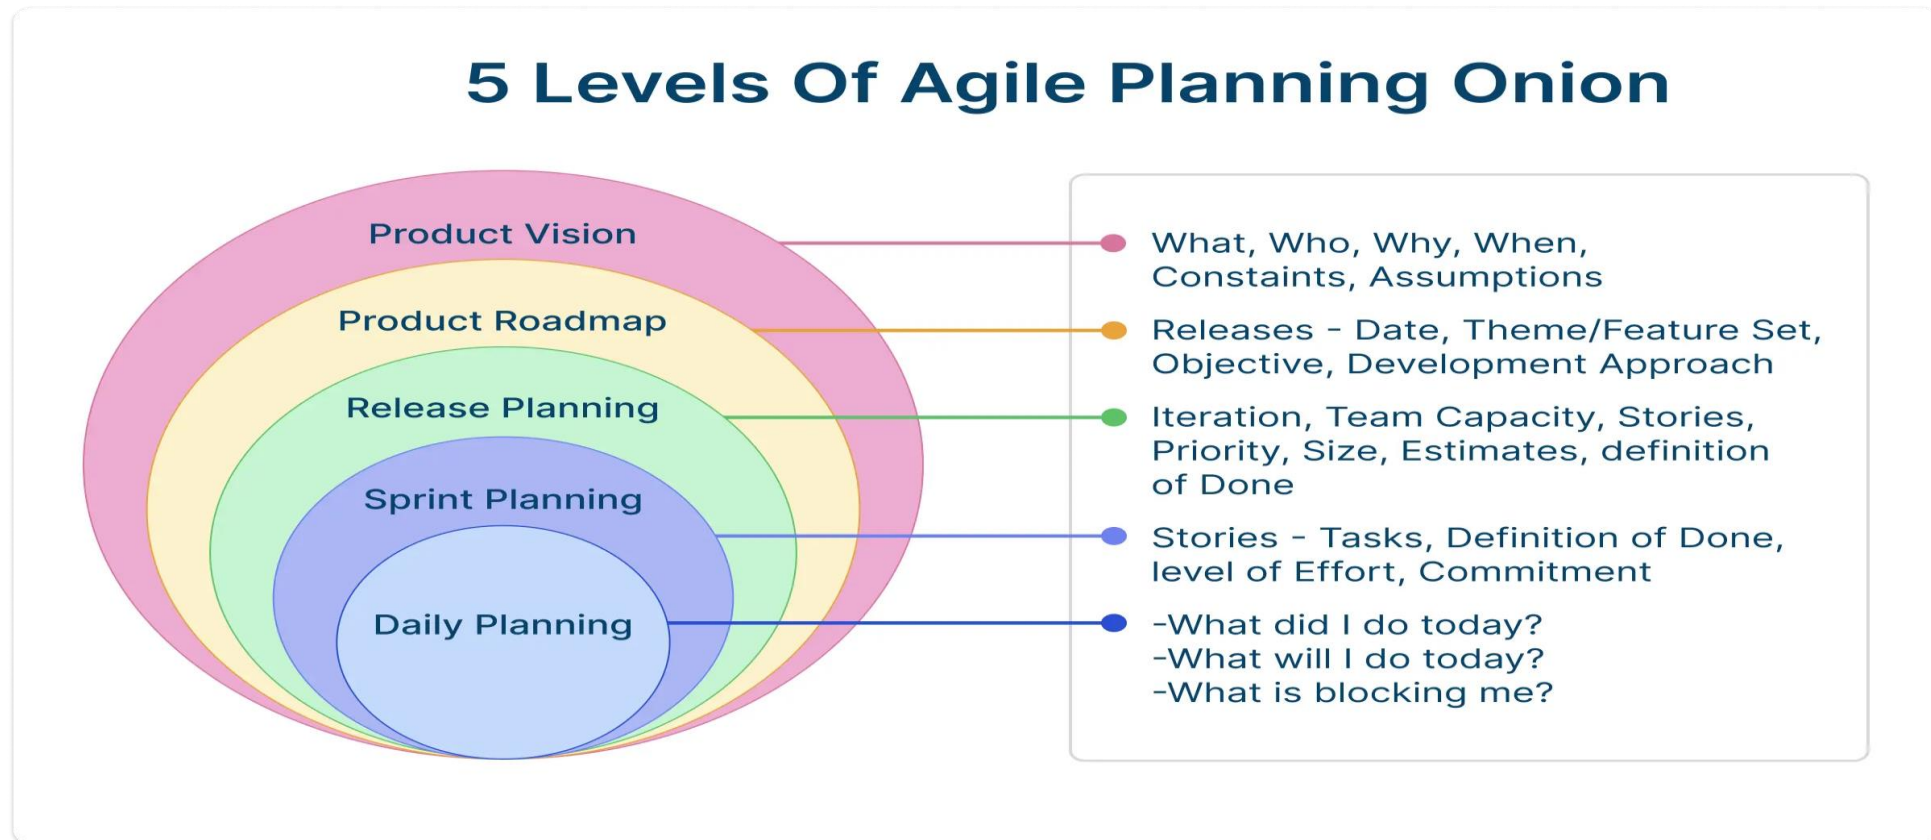 5 Levels Of Agile Planning Onion
Product Vision
Product Roadmap
Release Planning
Sprint Planning
Daily Planning
What, Who, Why, When,
Constaints, Assumptions
Releases - Date, Theme/Feature Set,
Objective, Development Approach
Iteration, Team Capacity, Stories,
Priority, Size, Estimates, definition
of Done
Stories - Tasks, Definition of Done,
level of Effort, Commitment
-What did I do today?
-What will I do today?
-What is blocking me?